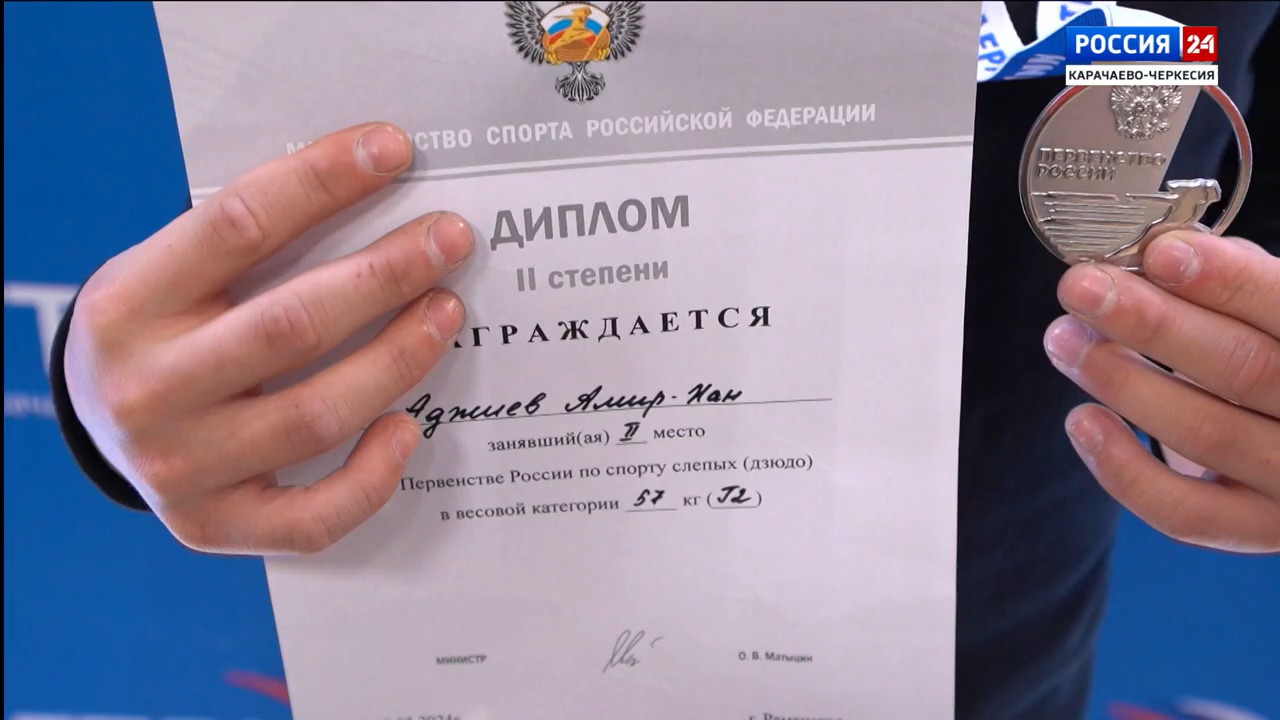 РОССИЯ 24
КАРАЧАЕВО-ЧЕРКЕСИЯ
СПОРТА РОССИЙСКОЙ ФЕДЕРАЦИИ
ДИПЛОМ
II степени
АГРАЖДАЕТСЯ
Аджиев Амир-Хан
занявший(ая) II место
Первенстве России по спорту слепых (дзюдо)
в весовой категории 57 кг (J2)
МИНИСТР
О. В. Матыцин
ПЕРВЕНСТВО
РОССИИ